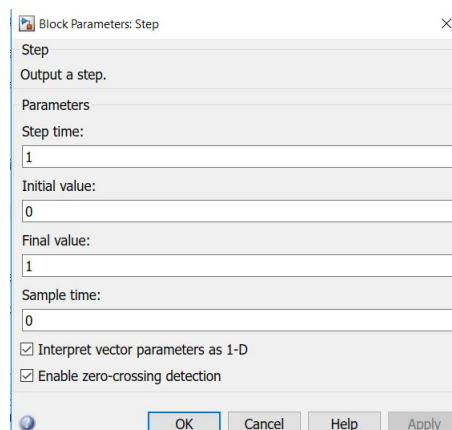 Block Parameters: Step
Step
Output a step.
Parameters
Step time:
1
Initial value:
0
Final value:
1
Sample time:
0
Interpret vector parameters as 1-D
Enable zero-crossing detection
OK Cancel Help Apply